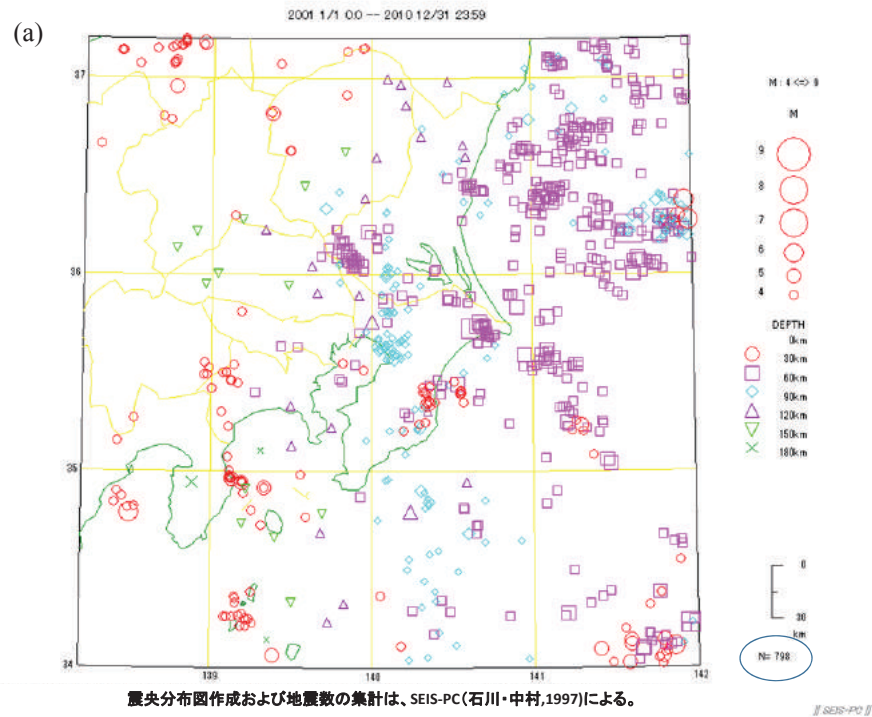 2001 1/1 0:0 -- 2010 12/31 23:59
(a)
37
36
35
34
139
140
141
142
M : 4 <=> 9
M
9
8
7
6
5
4
DEPTH
0km
30km
60km
90km
120km
150km
180km
0
30
km
N= 798
震央分布図作成および地震数の集計は、SEIS-PC(石川・中村,1997)による。
[[ SEIS-PC ]]